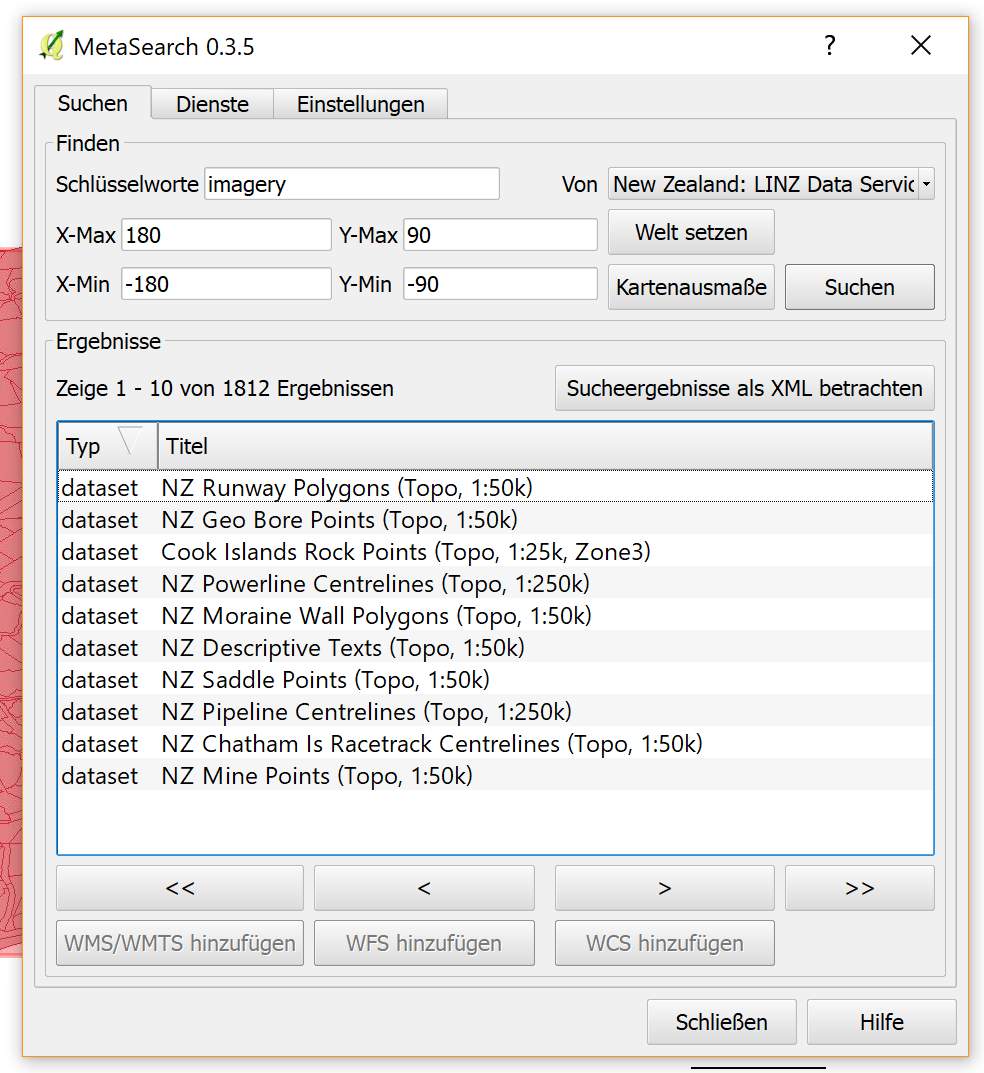 MetaSearch 0.3.5 ?
Suchen Dienste Einstellungen
Finden
Schlüsselworte imagery Von New Zealand: LINZ Data Servic
X-Max 180 Y-Max 90 Welt setzen
X-Min -180 Y-Min -90 Kartenausmaße Suchen
Ergebnisse
Zeige 1 - 10 von 1812 Ergebnissen Sucheergebnisse als XML betrachten
Typ Titel
dataset NZ Runway Polygons (Topo, 1:50k)
dataset NZ Geo Bore Points (Topo, 1:50k)
dataset Cook Islands Rock Points (Topo, 1:25k, Zone3)
dataset NZ Powerline Centrelines (Topo, 1:250k)
dataset NZ Moraine Wall Polygons (Topo, 1:50k)
dataset NZ Descriptive Texts (Topo, 1:50k)
dataset NZ Saddle Points (Topo, 1:50k)
dataset NZ Pipeline Centrelines (Topo, 1:250k)
dataset NZ Chatham Is Racetrack Centrelines (Topo, 1:50k)
dataset NZ Mine Points (Topo, 1:50k)
<< < > >>
WMS/WMTS hinzufügen WFS hinzufügen WCS hinzufügen
Schließen Hilfe